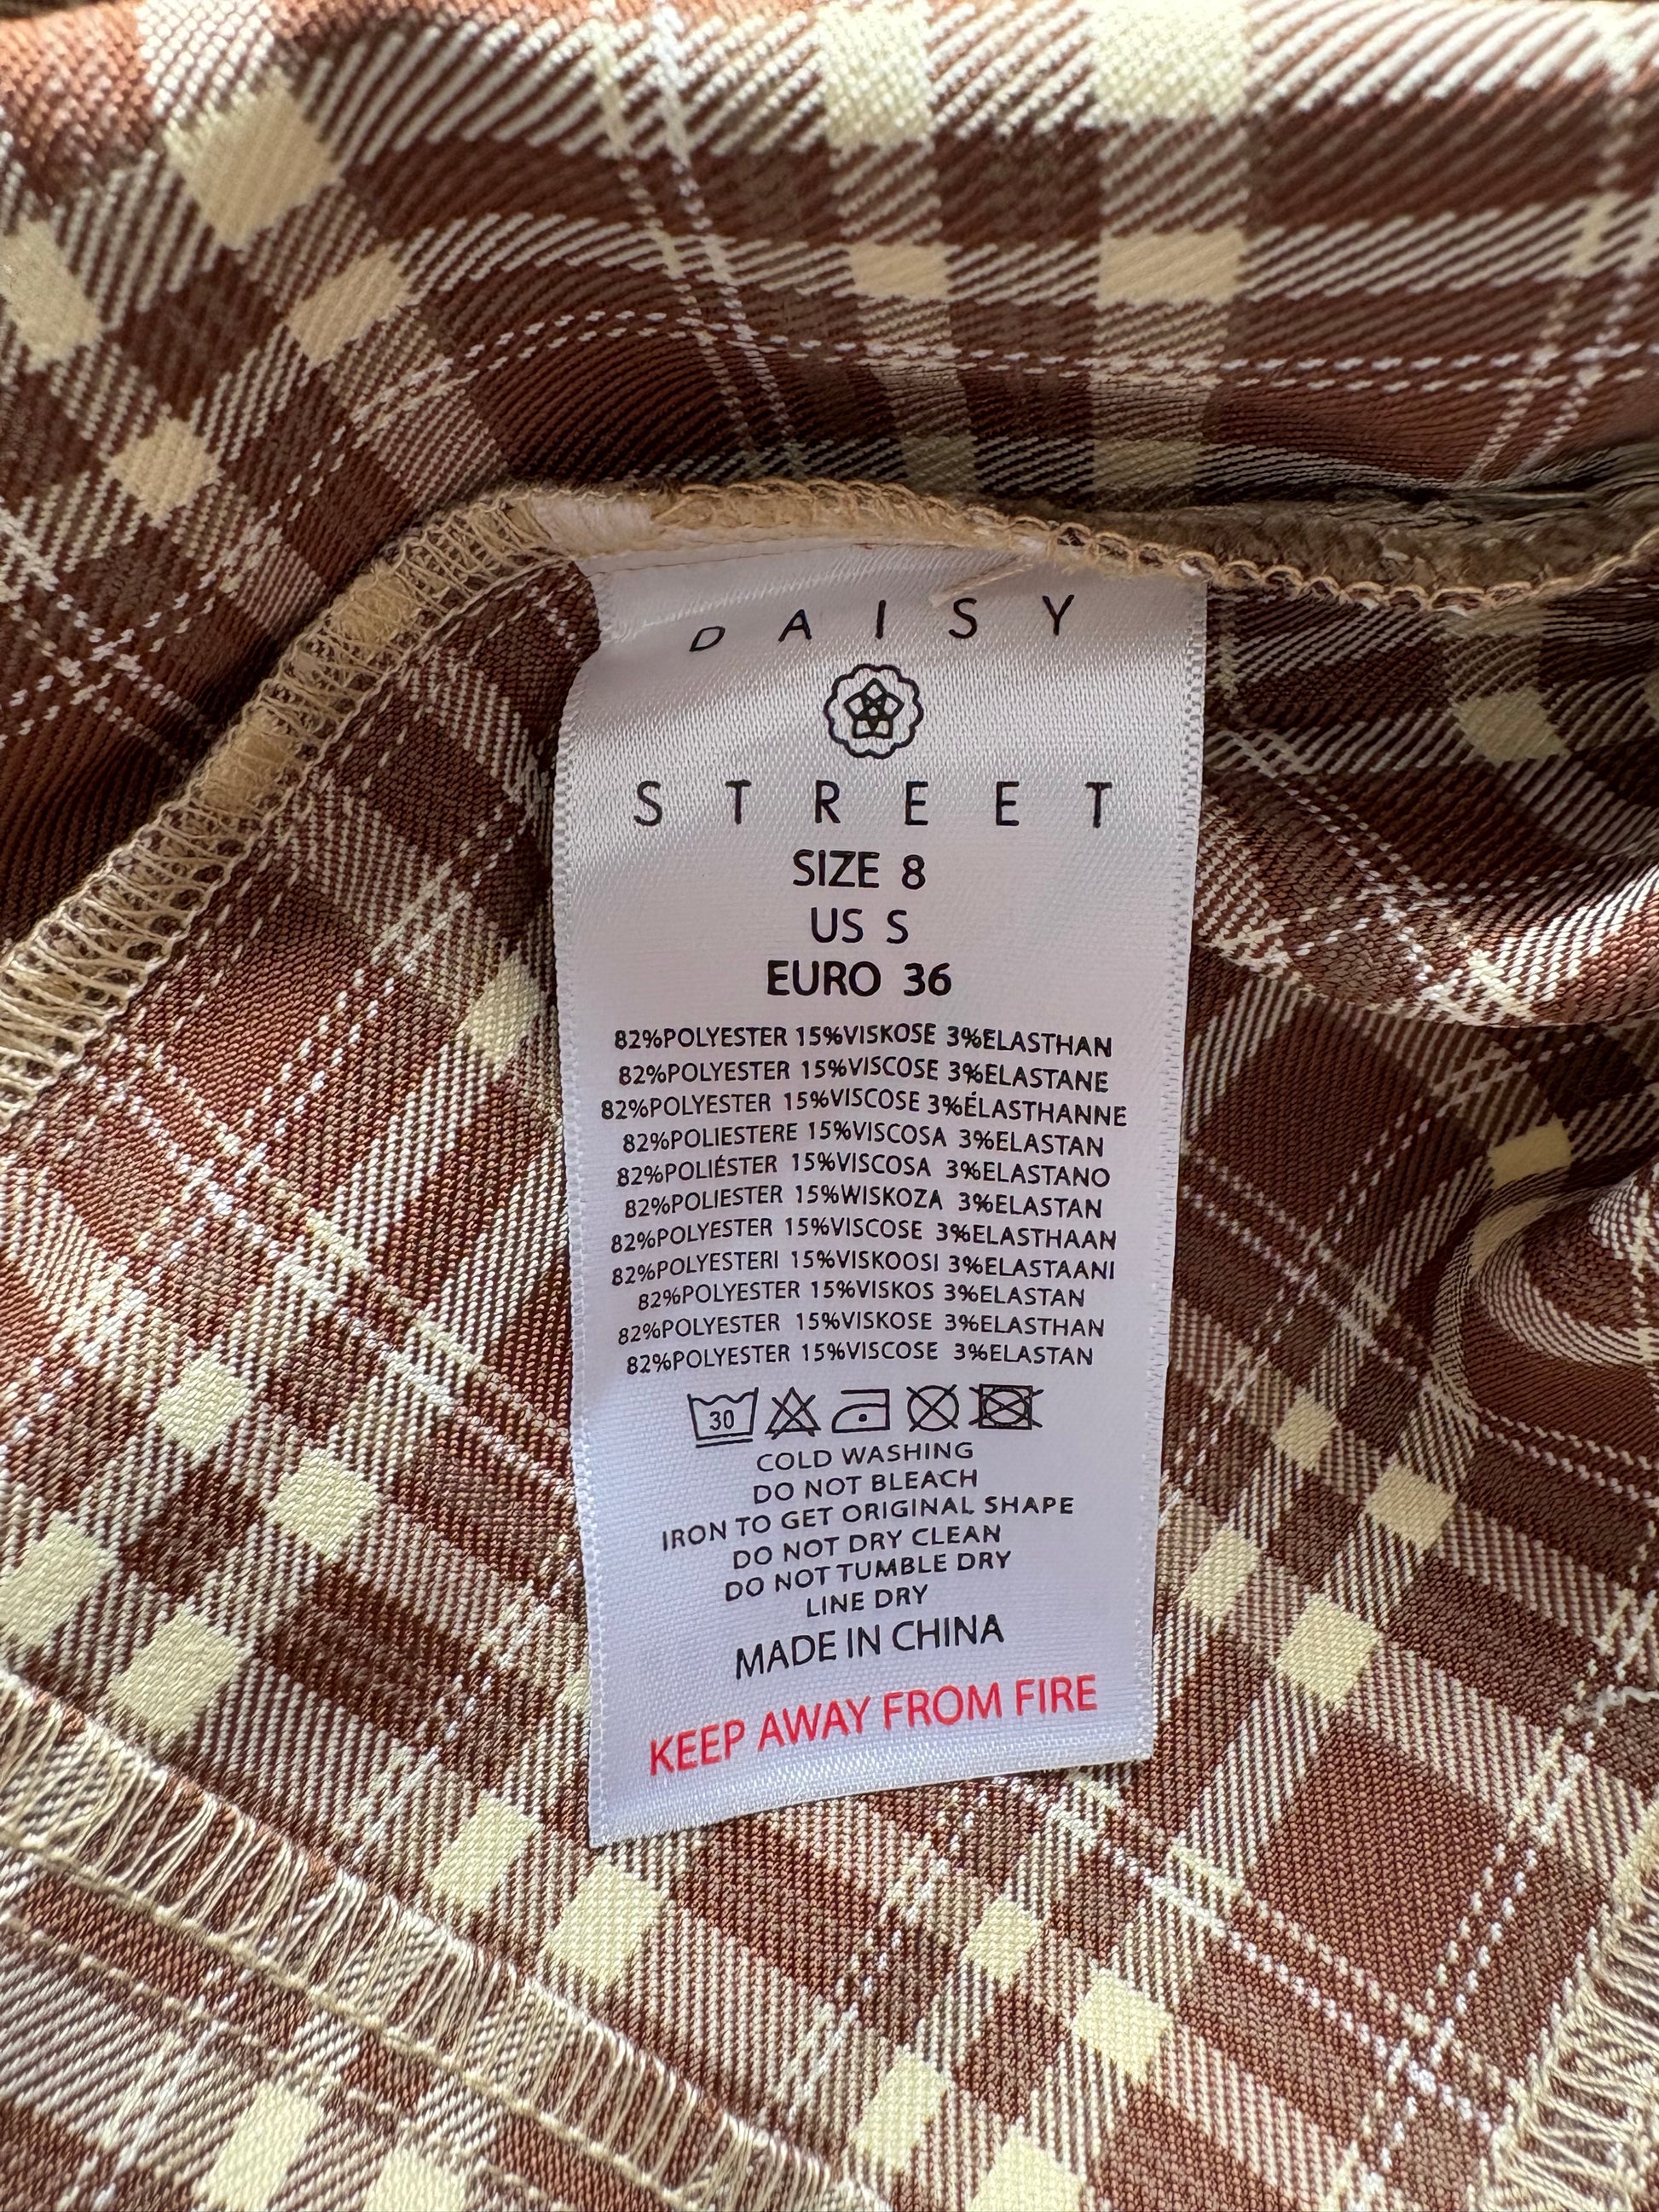 DAISY
STREET
SIZE 8
US S
EURO 36
82%POLYESTER 15%VISKOSE 3%ELASTHAN
82%POLYESTER 15%VISCOSE 3%ELASTANE
82%POLYESTER 15%VISCOSE 3%ÉLASTHANNE
82%POLIESTERE 15%VISCOSA 3%ELASTAN
82%POLIÉSTER 15%VISCOSA 3%ELASTANO
82%POLIESTER 15%WISKOZA 3%ELASTAN
82%POLYESTER 15%VISCOSE 3%ELASTHAAN
82%POLYESTERI 15%VISKOOSI 3%ELASTAANI
82%POLYESTER 15%VISKOS 3%ELASTAN
82%POLYESTER 15%VISKOSE 3%ELASTHAN
82%POLYESTER 15%VISCOSE 3%ELASTAN
30
COLD WASHING
DO NOT BLEACH
IRON TO GET ORIGINAL SHAPE
DO NOT DRY CLEAN
DO NOT TUMBLE DRY
LINE DRY
MADE IN CHINA
KEEP AWAY FROM FIRE